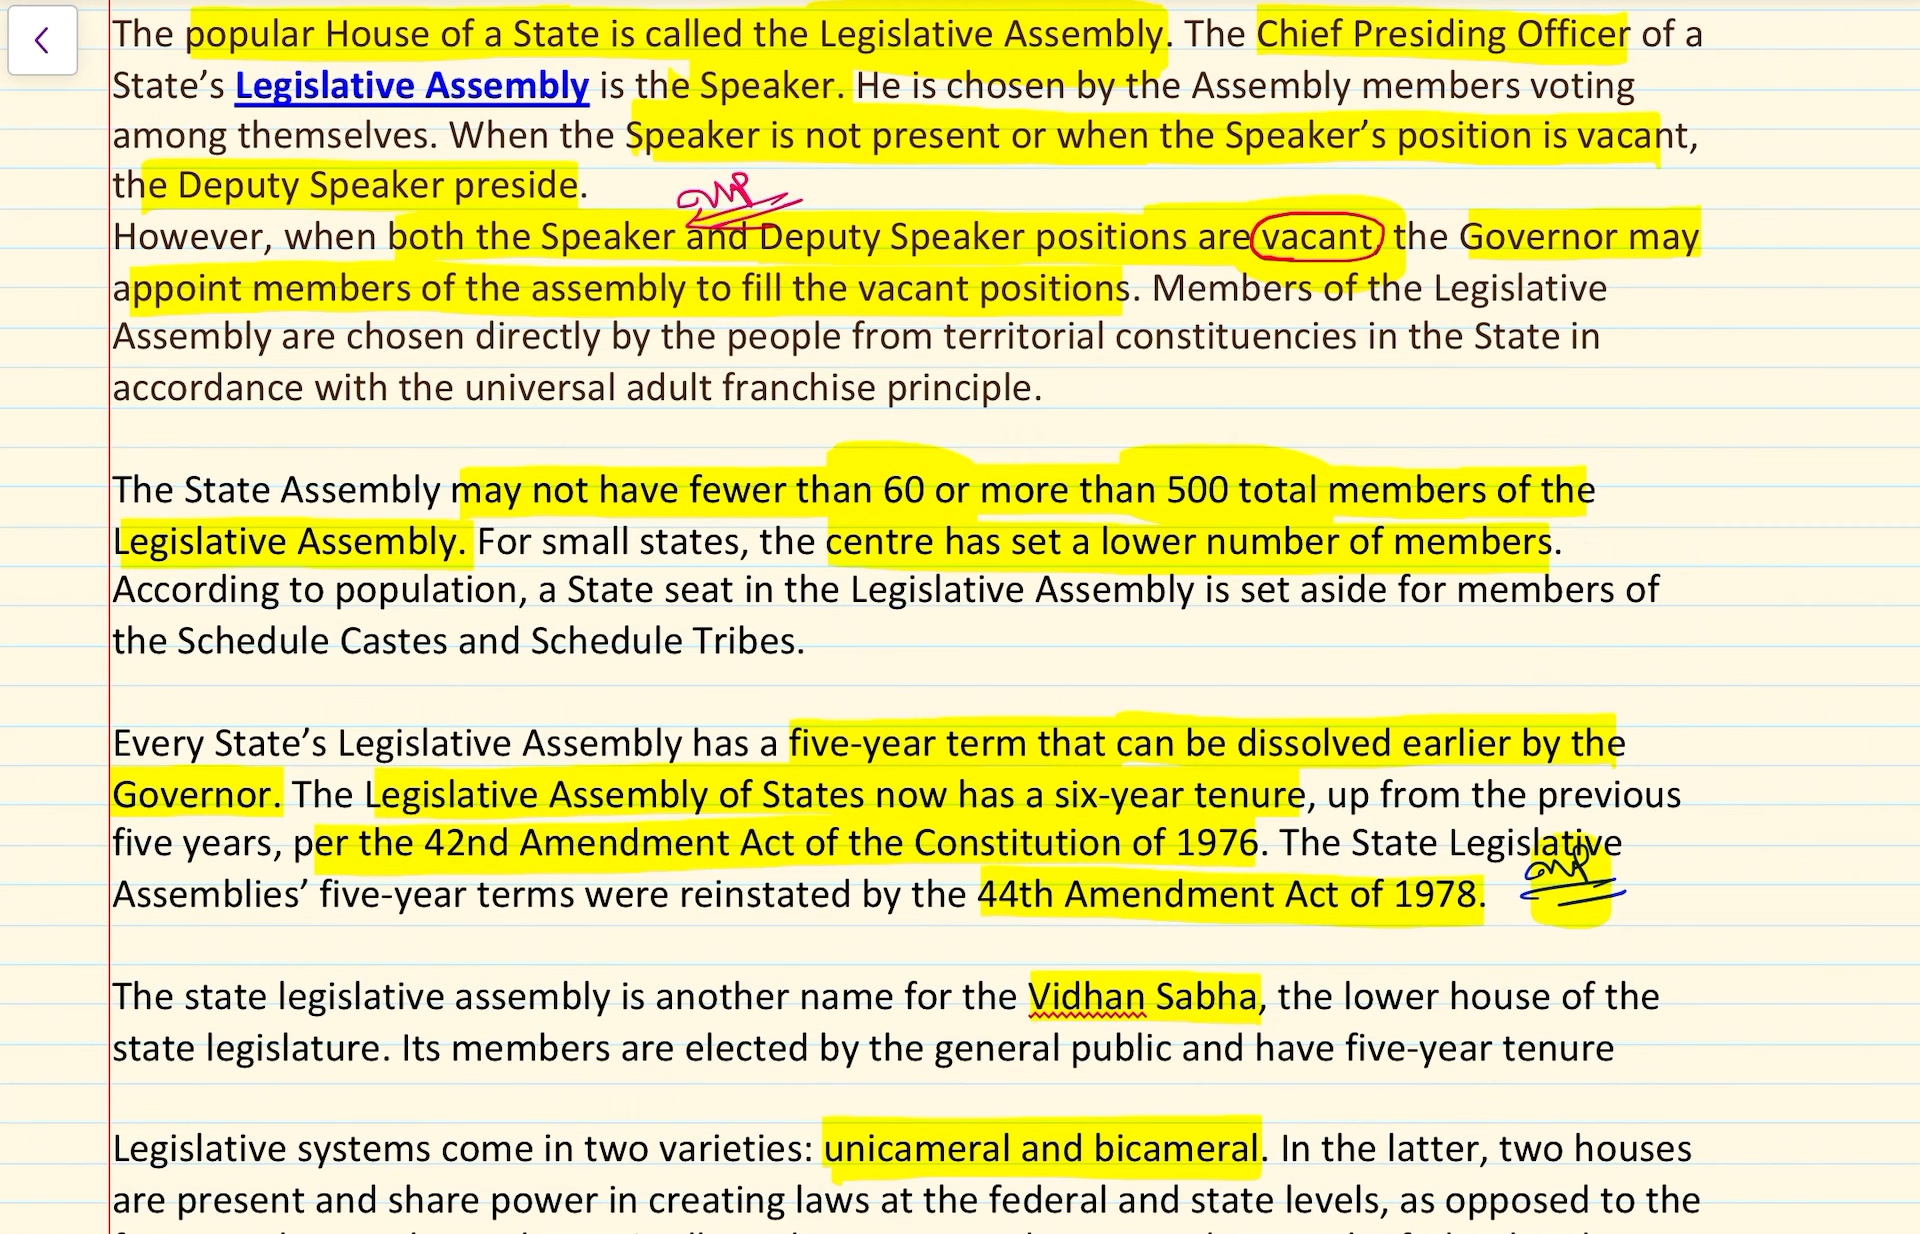 The popular House of a State is called the Legislative Assembly. The Chief Presiding Officer of a
State’s Legislative Assembly is the Speaker. He is chosen by the Assembly members voting
among themselves. When the Speaker is not present or when the Speaker’s position is vacant,
the Deputy Speaker preside.
However, when both the Speaker and Deputy Speaker positions are vacant, the Governor may
appoint members of the assembly to fill the vacant positions. Members of the Legislative
Assembly are chosen directly by the people from territorial constituencies in the State in
accordance with the universal adult franchise principle.
The State Assembly may not have fewer than 60 or more than 500 total members of the
Legislative Assembly. For small states, the centre has set a lower number of members.
According to population, a State seat in the Legislative Assembly is set aside for members of
the Schedule Castes and Schedule Tribes.
Every State’s Legislative Assembly has a five-year term that can be dissolved earlier by the
Governor. The Legislative Assembly of States now has a six-year tenure, up from the previous
five years, per the 42nd Amendment Act of the Constitution of 1976. The State Legislative
Assemblies’ five-year terms were reinstated by the 44th Amendment Act of 1978.
The state legislative assembly is another name for the Vidhan Sabha, the lower house of the
state legislature. Its members are elected by the general public and have five-year tenure
Legislative systems come in two varieties: unicameral and bicameral. In the latter, two houses
are present and share power in creating laws at the federal and state levels, as opposed to the